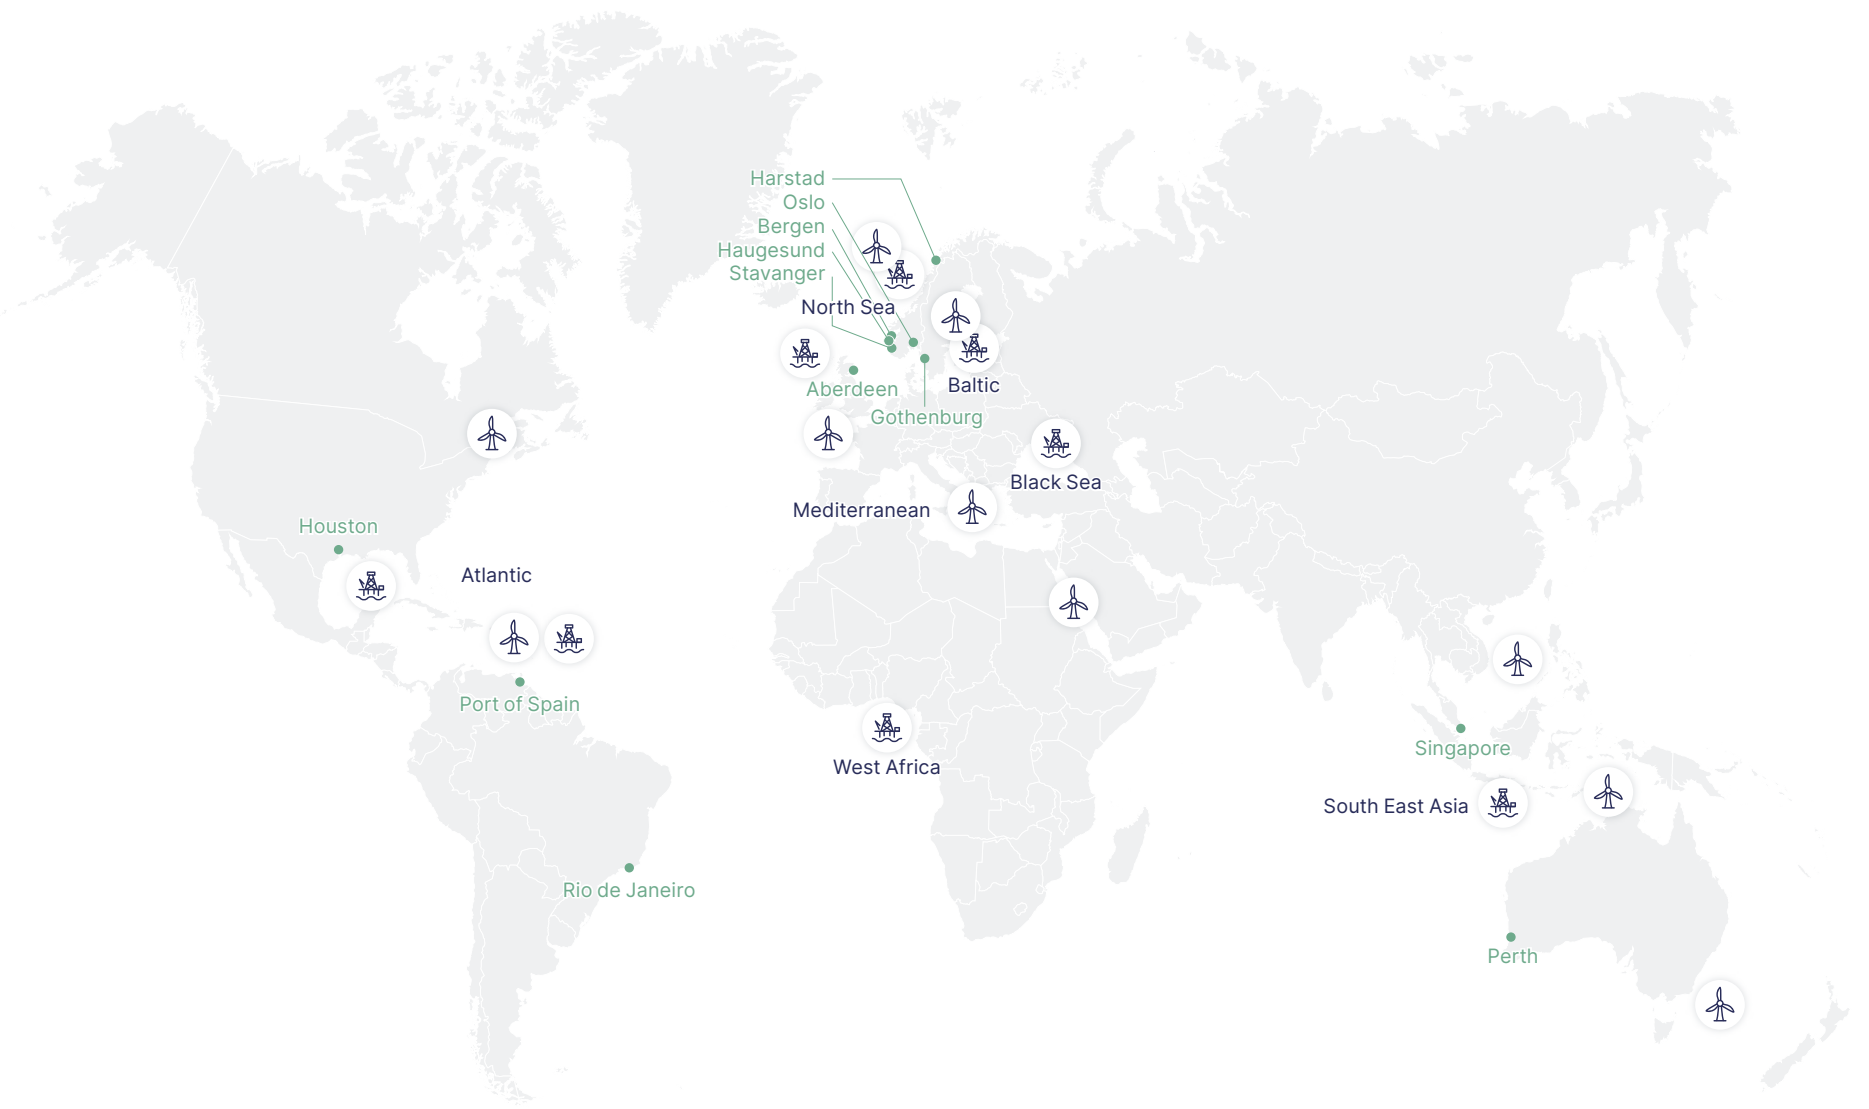 Harstad
Oslo
Bergen
Haugesund
Stavanger
North Sea
Aberdeen
Baltic
Gothenburg
Black Sea
Mediterranean
Houston
Atlantic
Port of Spain
West Africa
Singapore
South East Asia
Rio de Janeiro
Perth